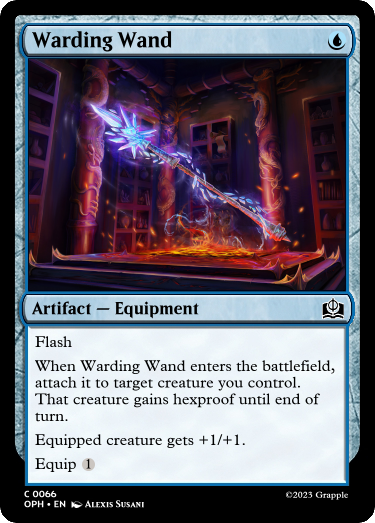 Warding Wand
Artifact — Equipment
Flash
When Warding Wand enters the battlefield,
attach it to target creature you control.
That creature gains hexproof until end of
turn.
Equipped creature gets +1/+1.
Equip 1
C 0066
OPH • EN Alexis Susani
©2023 Grapple